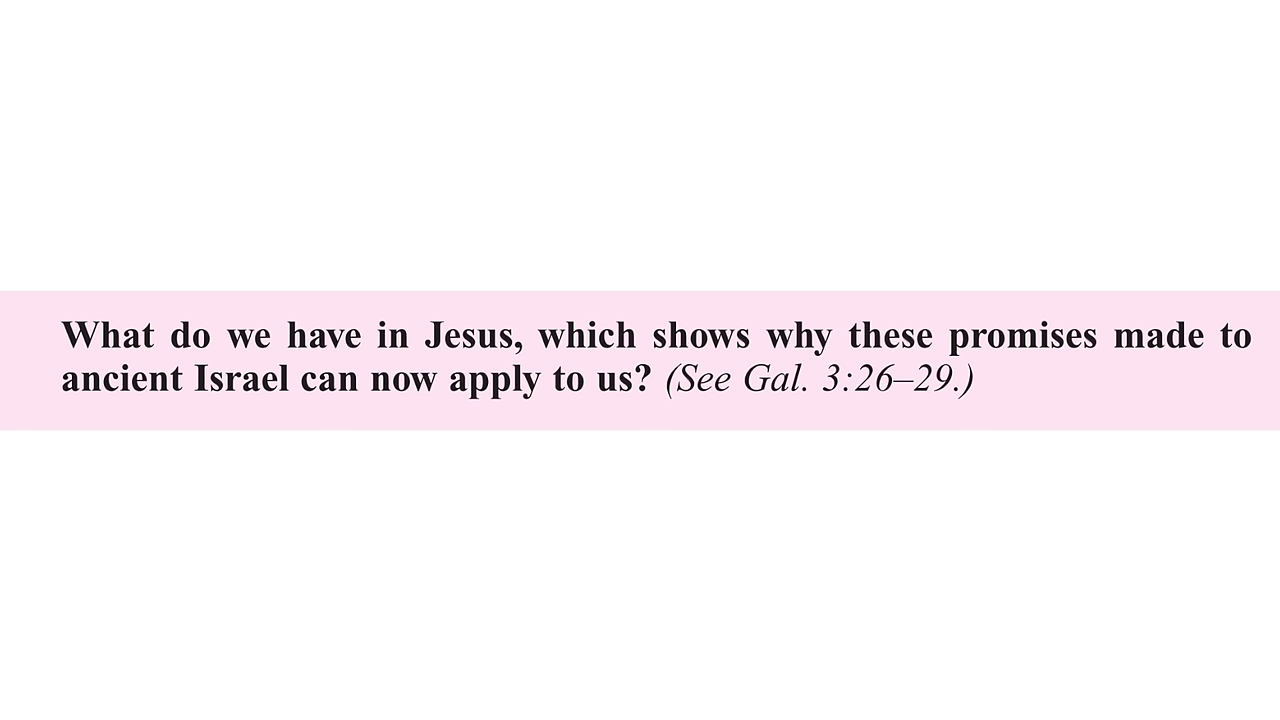 What do we have in Jesus, which shows why these promises made to
ancient Israel can now apply to us? (See Gal. 3:26–29.)